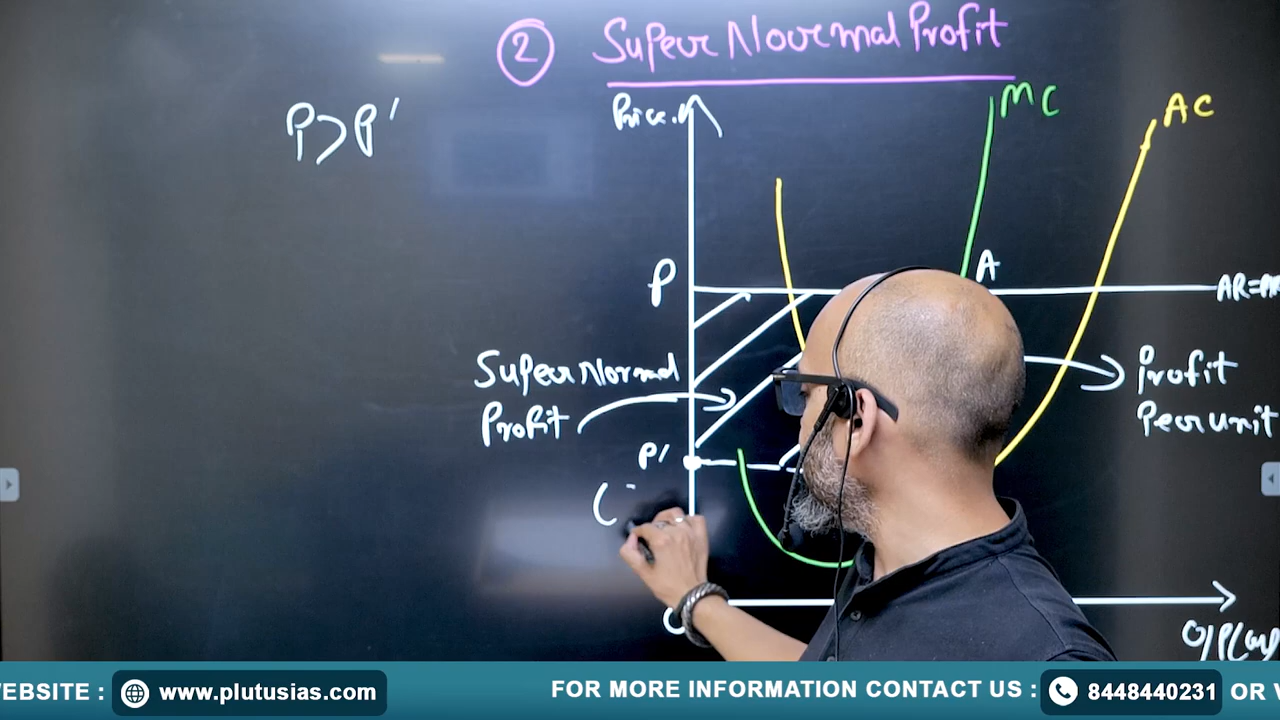 ② Super Normal Profit
P > P'
Price.
MC
AC
P
A
Super Normal
Profit
Profit
Per unit
P'
(
O
WEBSITE :
www.plutusias.com
FOR MORE INFORMATION CONTACT US :
8448440231
OR